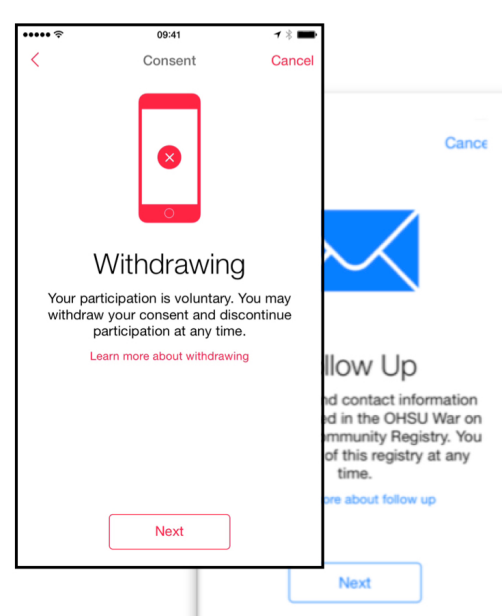 09:41
Consent
Cancel
Withdrawing
Your participation is voluntary. You may
withdraw your consent and discontinue
participation at any time.
Learn more about withdrawing
Next
Cance
llow Up
d contact information
ed in the OHSU War on
mmunity Registry. You
of this registry at any
time.
ore about follow up
Next